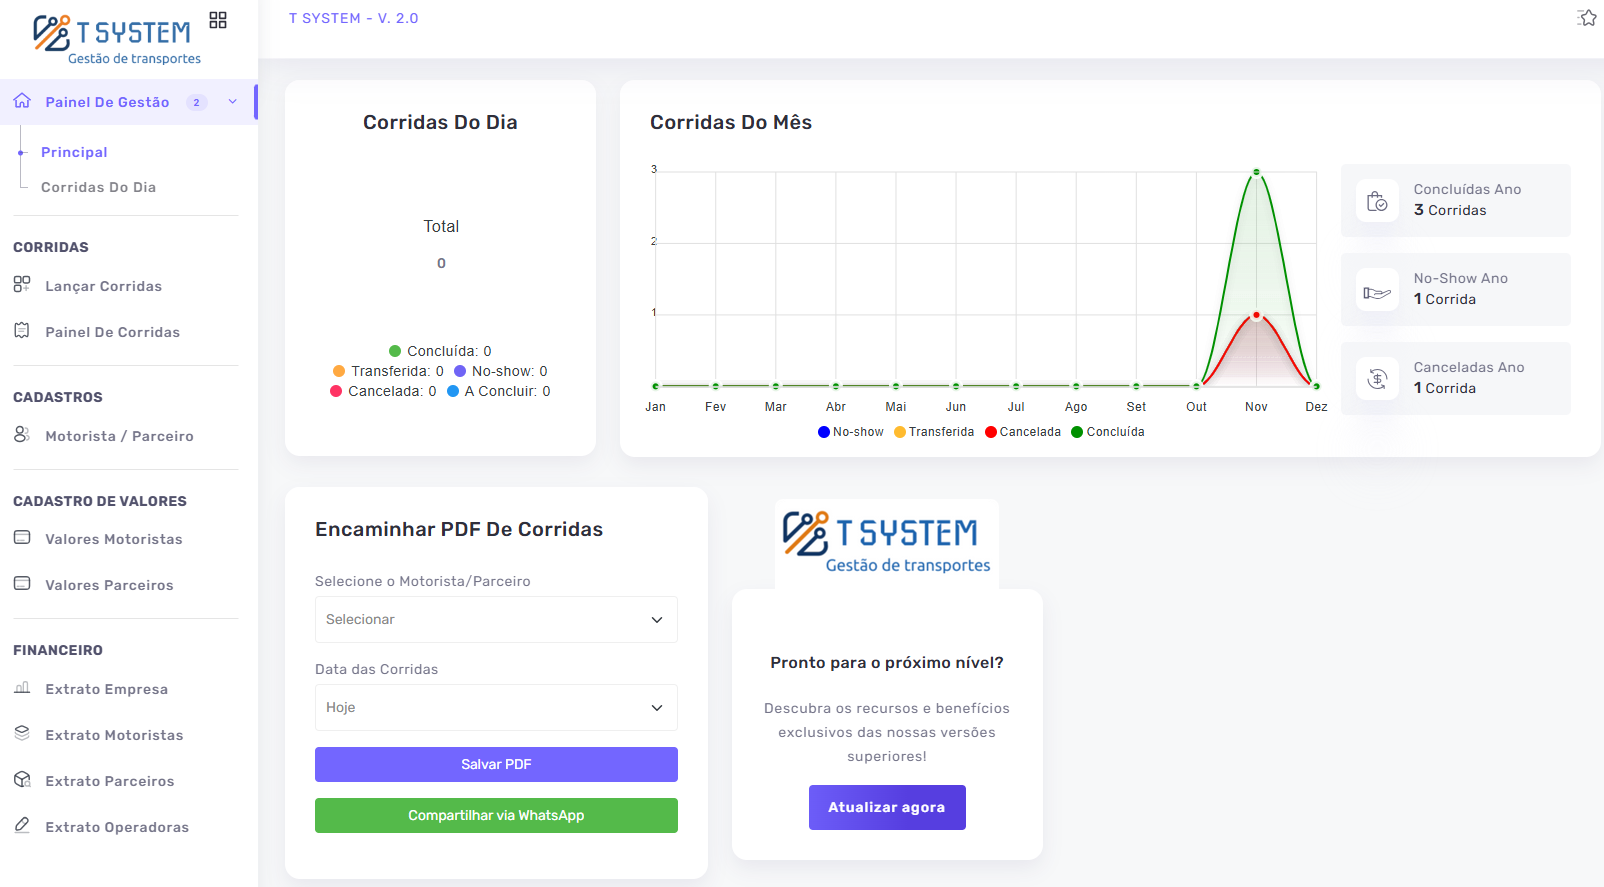 T SYSTEM
Gestão de transportes
Painel De Gestão 2
Principal
Corridas Do Dia
CORRIDAS
Lançar Corridas
Painel De Corridas
CADASTROS
Motorista / Parceiro
CADASTRO DE VALORES
Valores Motoristas
Valores Parceiros
FINANCEIRO
Extrato Empresa
Extrato Motoristas
Extrato Parceiros
Extrato Operadoras
T SYSTEM - V. 2.0
Corridas Do Dia
Total
0
Concluída: 0
Transferida: 0 No-show: 0
Cancelada: 0 A Concluir: 0
Corridas Do Mês
3
2
1
Jan Fev Mar Abr Mai Jun Jul Ago Set Out Nov Dez
No-show Transferida Cancelada Concluída
Concluídas Ano
3 Corridas
No-Show Ano
1 Corrida
Canceladas Ano
1 Corrida
Encaminhar PDF De Corridas
Selecione o Motorista/Parceiro
Selecionar
Data das Corridas
Hoje
Salvar PDF
Compartilhar via WhatsApp
T SYSTEM
Gestão de transportes
Pronto para o próximo nível?
Descubra os recursos e benefícios
exclusivos das nossas versões
superiores!
Atualizar agora